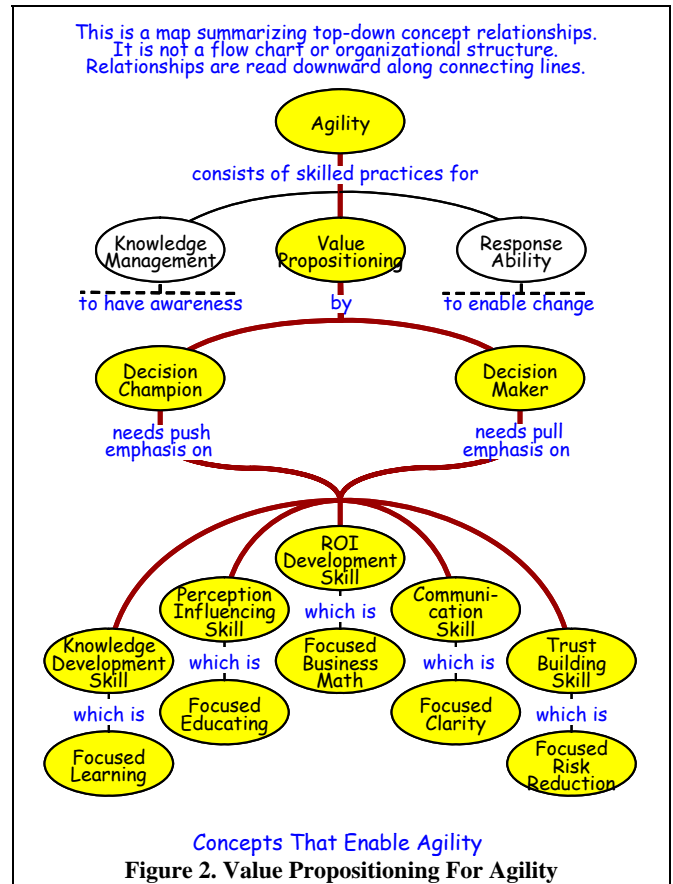 This is a map summarizing top-down concept relationships.
It is not a flow chart or organizational structure.
Relationships are read downward along connecting lines.
Agility
consists of skilled practices for
Knowledge
Management
Value
Propositioning
Response
Ability
to have awareness
by
to enable change
Decision
Champion
Decision
Maker
needs push
emphasis on
needs pull
emphasis on
ROI
Development
Skill
Perception
Influencing
Skill
which is
Communi-
cation
Skill
Knowledge
Development
Skill
which is
Focused
Business
Math
which is
Trust
Building
Skill
which is
Focused
Educating
Focused
Clarity
which is
Focused
Learning
Focused
Risk
Reduction
Concepts That Enable Agility
Figure 2. Value Propositioning For Agility